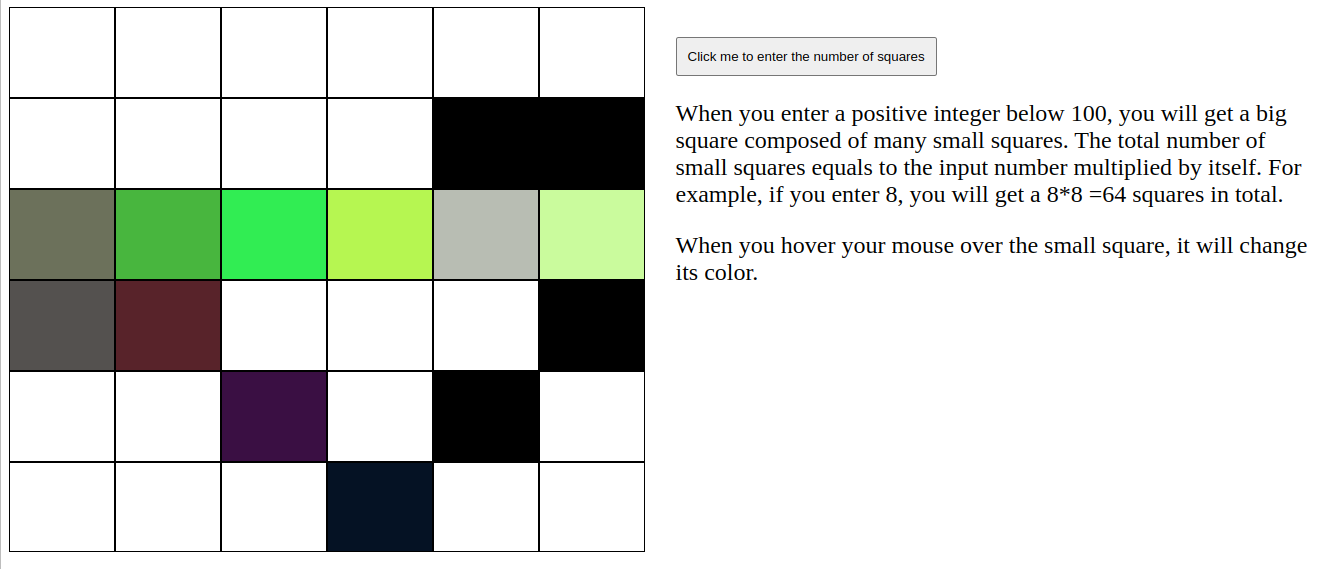 Click me to enter the number of squares
When you enter a positive integer below 100, you will get a big
square composed of many small squares. The total number of
small squares equals to the input number multiplied by itself. For
example, if you enter 8, you will get a 8*8 =64 squares in total.
When you hover your mouse over the small square, it will change
its color.